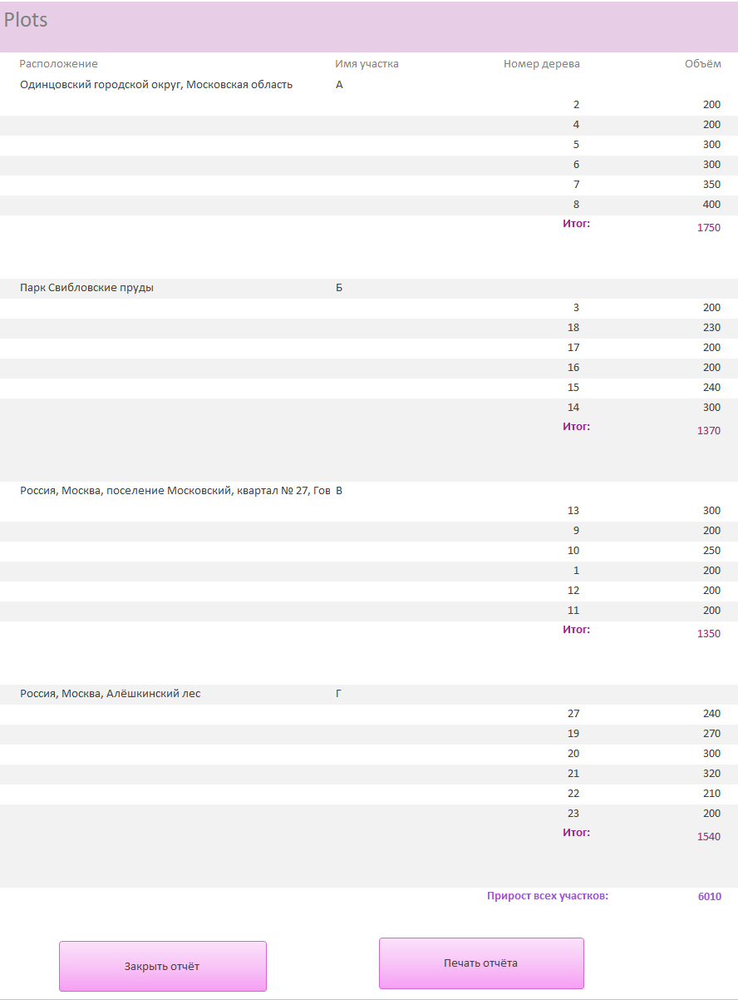 Plots
Расположение Имя участка Номер дерева Объём
Одинцовский городской округ, Московская область А
2 200
4 200
5 300
6 300
7 350
8 400
Итог: 1750
Парк Свибловские пруды Б
3 200
18 230
17 200
16 200
15 240
14 300
Итог: 1370
Россия, Москва, поселение Московский, квартал № 27, Гов В
13 300
9 200
10 250
1 200
12 200
11 200
Итог: 1350
Россия, Москва, Алёшкинский лес Г
27 240
19 270
20 300
21 320
22 210
23 200
Итог: 1540
Прирост всех участков: 6010
Закрыть отчёт Печать отчёта